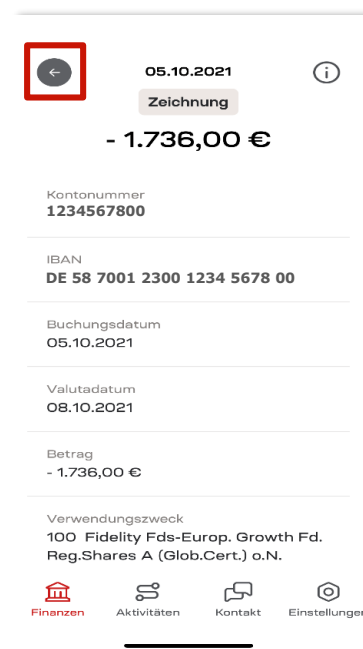 05.10.2021
Zeichnung
- 1.736,00 €
Kontonummer
1234567800
IBAN
DE 58 7001 2300 1234 5678 00
Buchungsdatum
05.10.2021
Valutadatum
08.10.2021
Betrag
- 1.736,00 €
Verwendungszweck
100 Fidelity Fds-Europ. Growth Fd.
Reg.Shares A (Glob.Cert.) o.N.
Finanzen Aktivitäten Kontakt Einstellungen